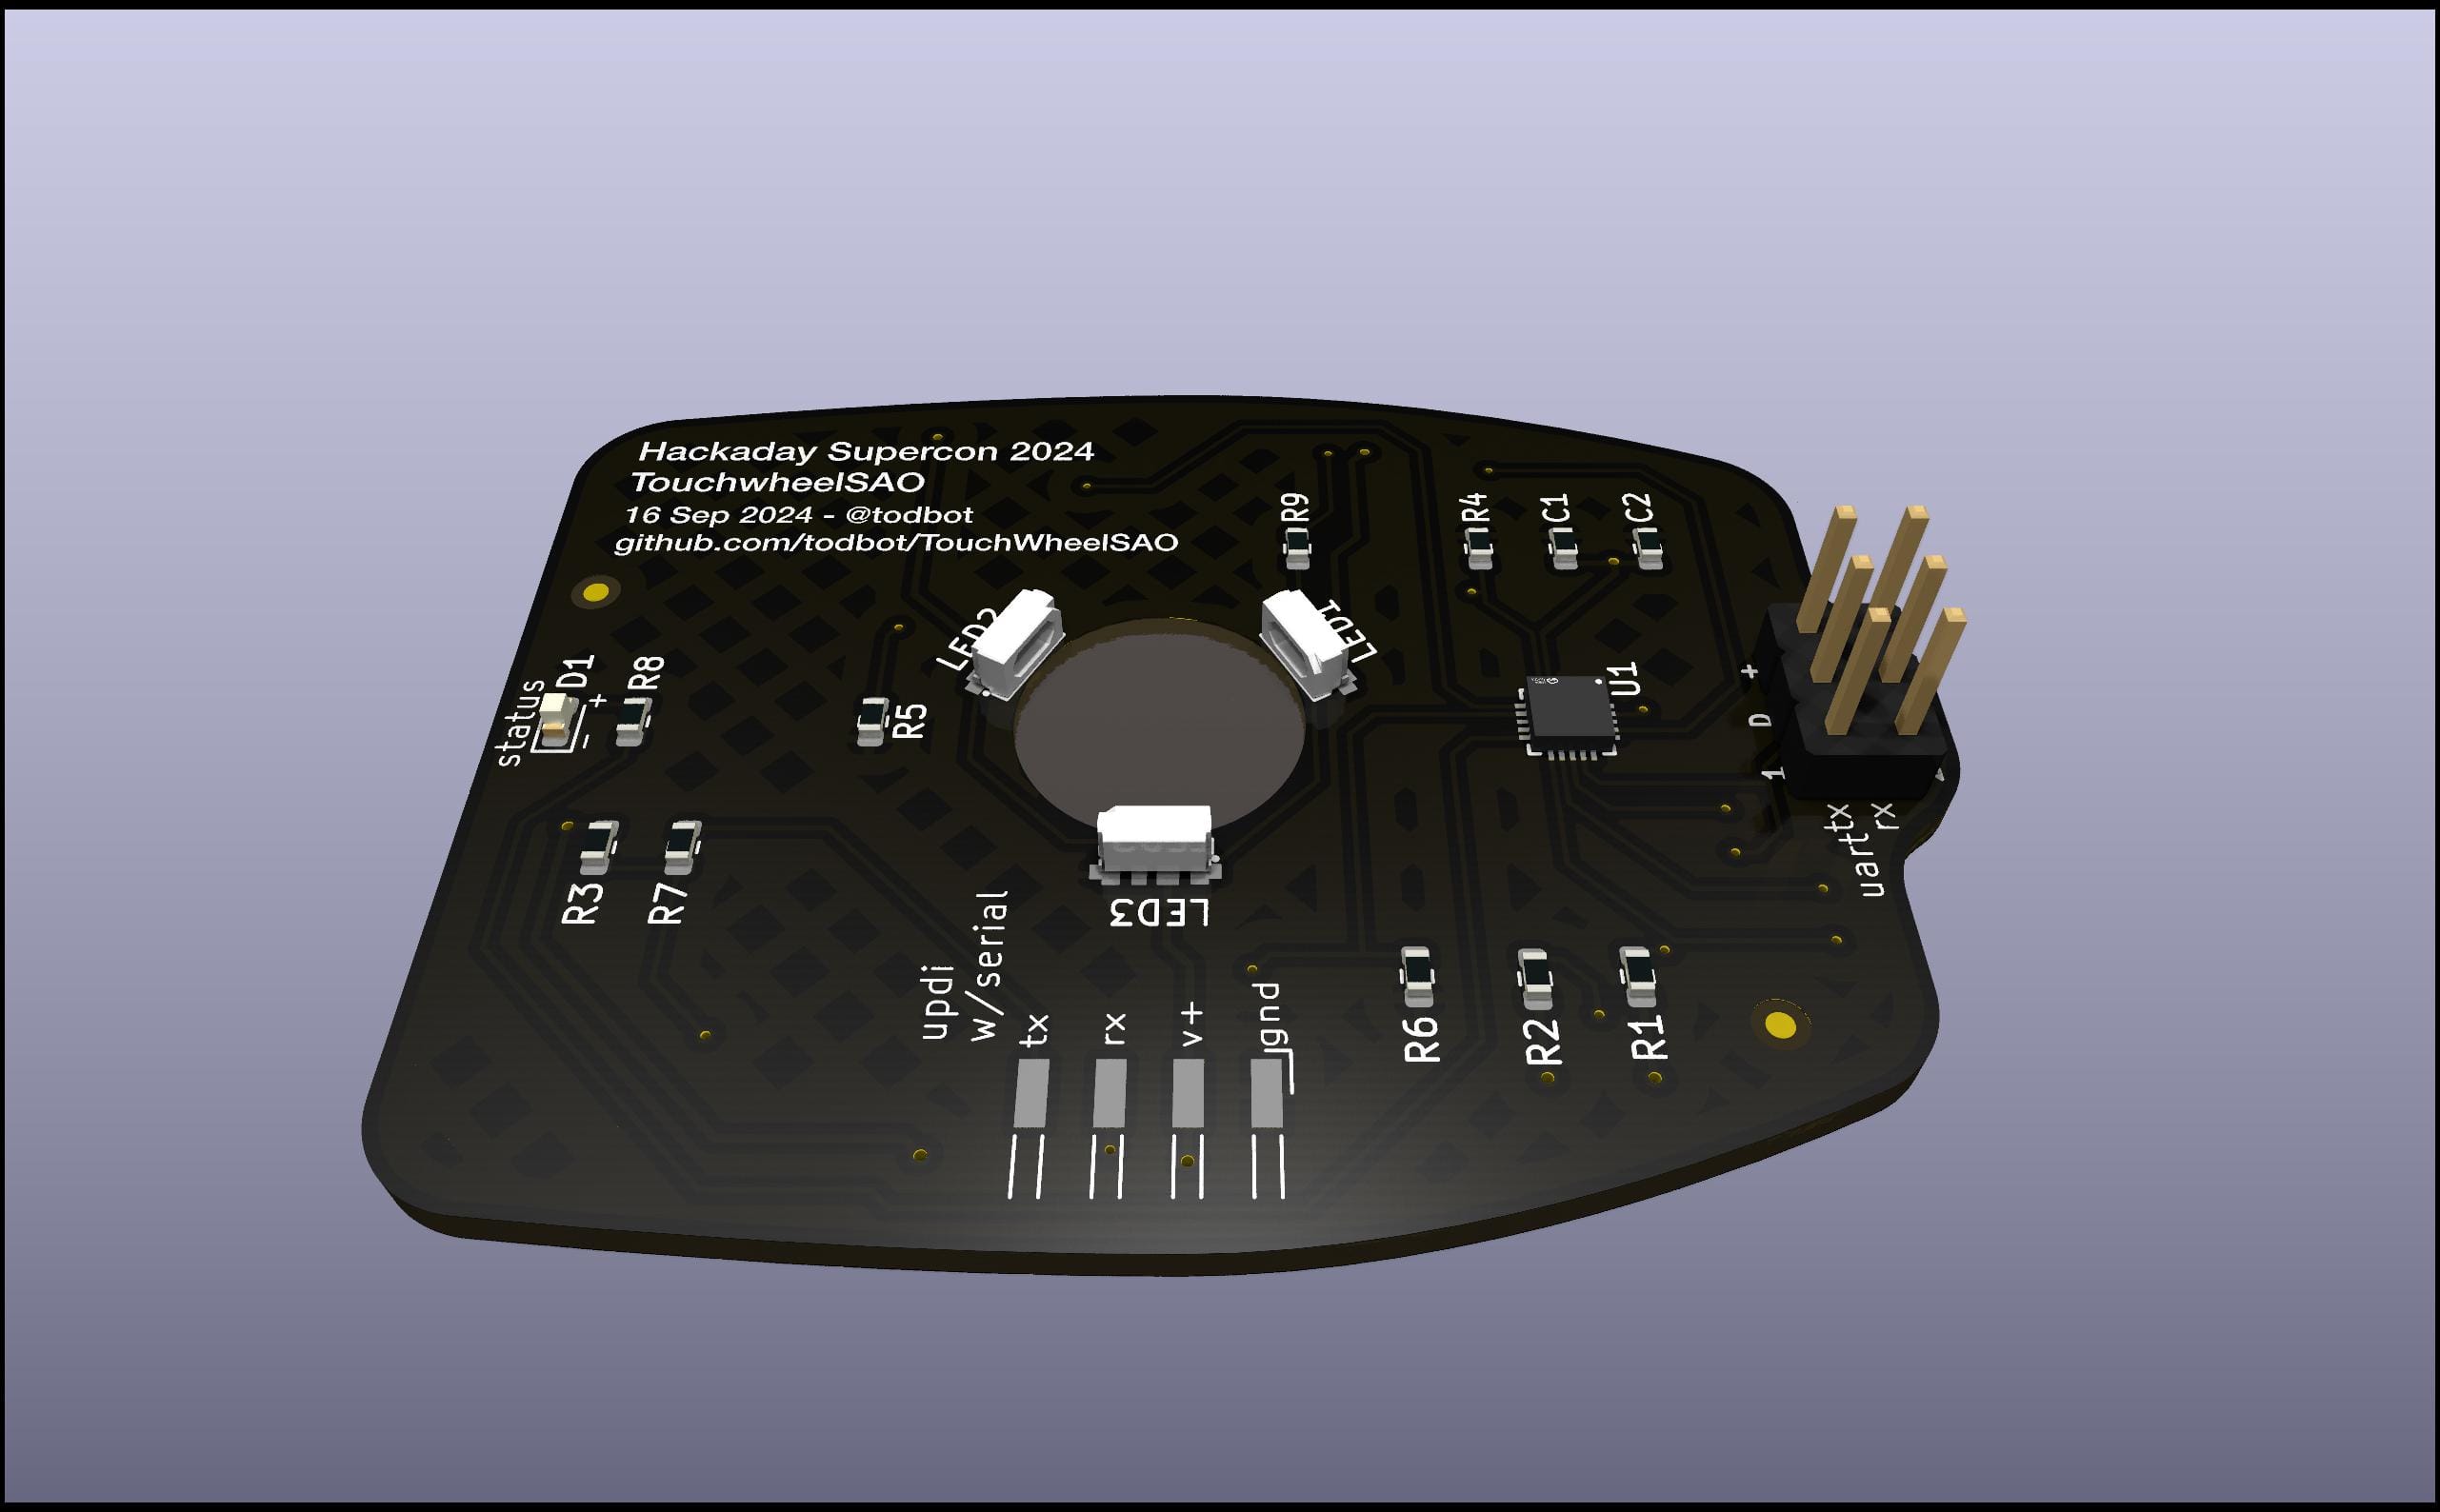 Hackaday Supercon 2024
TouchwheelSAO
16 Sep 2024 - @todbot
github.com/todbot/TouchWheelSAO
R9
R4
C1
C2
LED2
LED1
status
D1
+
-
R8
R5
U1
+
D
1
tx
rx
uart
R3
R7
LED3
updi
w/serial
tx
rx
v+
gnd
R6
R2
R1